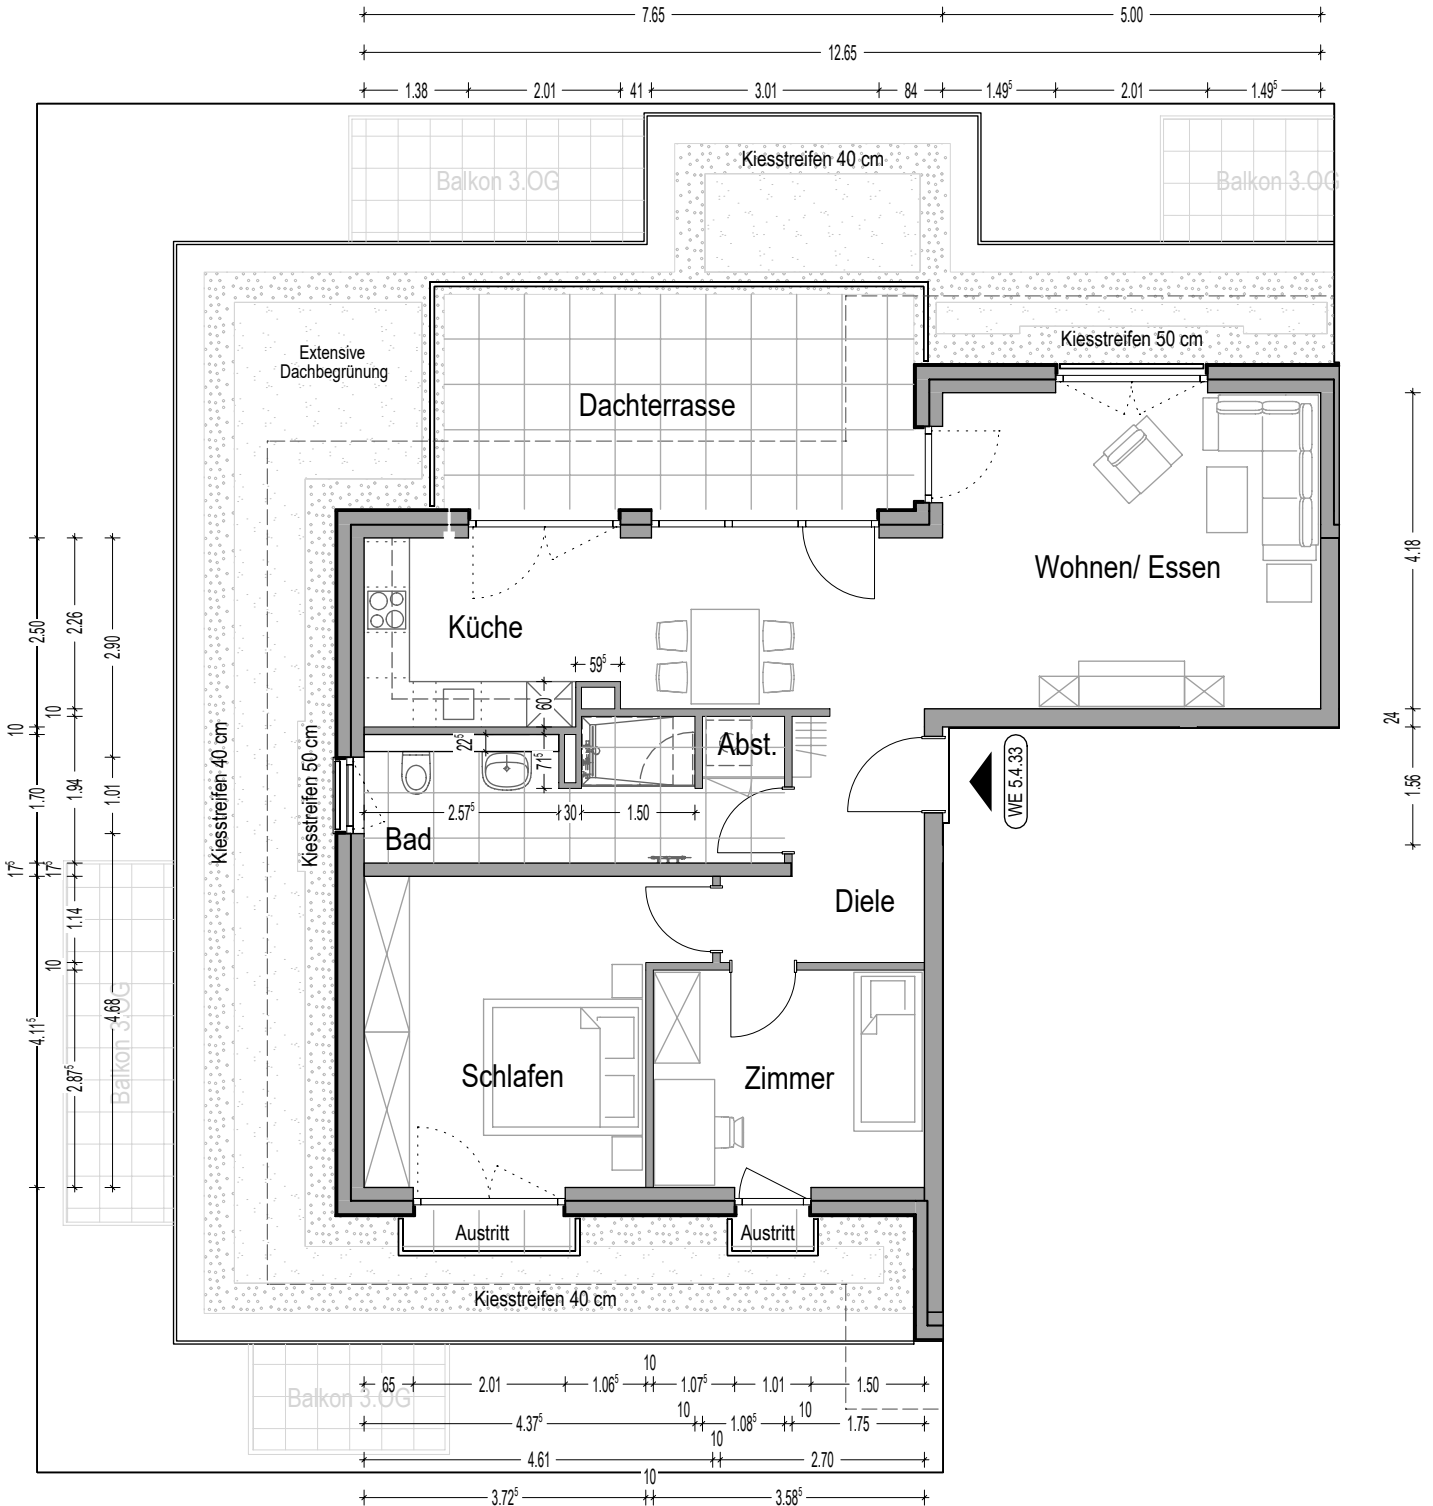 7.65 5.00
12.65
1.38 2.01 41 3.01 84 1.49⁵ 2.01 1.49⁵
Kiesstreifen 40 cm
Balkon 3.OG
Balkon 3.OG
Kiesstreifen 50 cm
Extensive
Dachbegrünung
Dachterrasse
Wohnen/ Essen
4.18
24
1.56
Küche
59⁵
60
22⁵
71⁵
Abst.
WE 5.4.33
2.57⁵ 30 1.50
Bad
Diele
Schlafen
Zimmer
Kiesstreifen 40 cm
Kiesstreifen 50 cm
2.50
10
1.70
17⁵
4.11⁵
2.26
10
1.94
17⁵
1.14
10
2.87⁵
2.90
1.01
4.68
Balkon 3.OG
Austritt
Austritt
Kiesstreifen 40 cm
Balkon 3.OG
65 2.01 1.06⁵ 10 1.07⁵ 1.01 1.50
4.37⁵ 10 1.08⁵ 10 1.75
4.61 10 2.70
3.72⁵ 10 3.58⁵